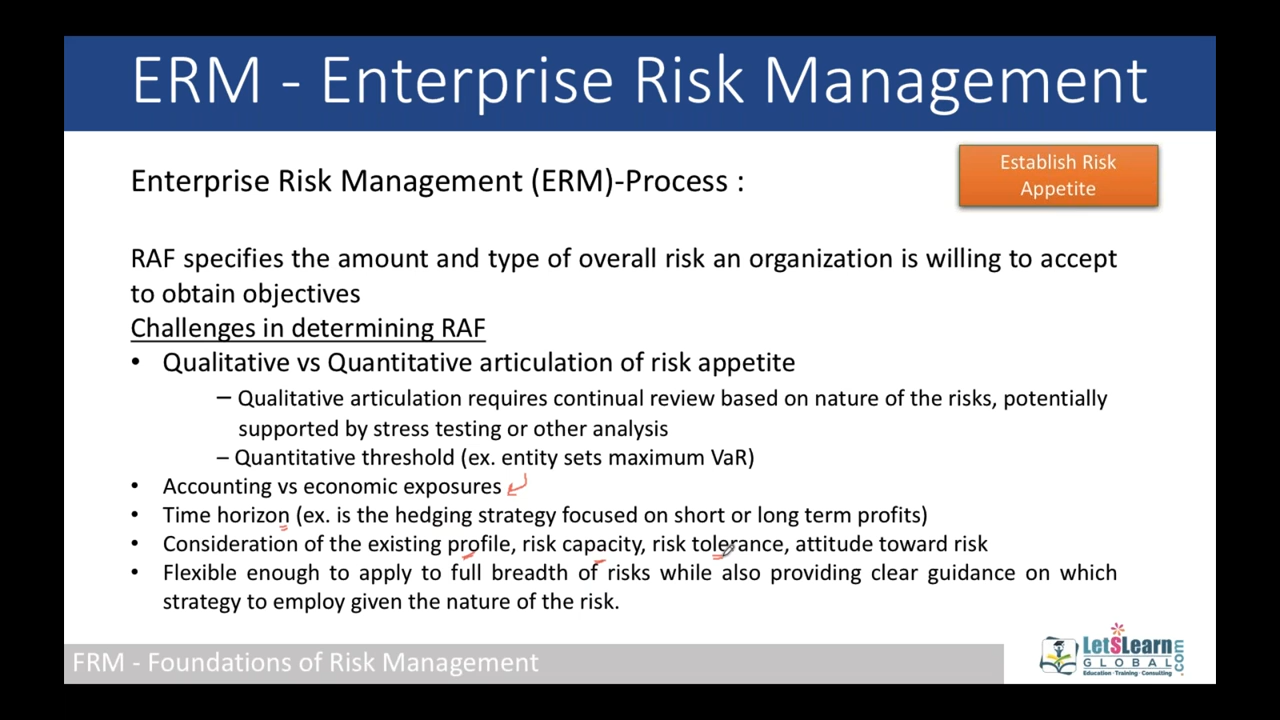 ERM - Enterprise Risk Management
Establish Risk
Appetite
Enterprise Risk Management (ERM)-Process :
RAF specifies the amount and type of overall risk an organization is willing to accept
to obtain objectives
Challenges in determining RAF
• Qualitative vs Quantitative articulation of risk appetite
– Qualitative articulation requires continual review based on nature of the risks, potentially
supported by stress testing or other analysis
– Quantitative threshold (ex. entity sets maximum VaR)
• Accounting vs economic exposures
• Time horizon (ex. is the hedging strategy focused on short or long term profits)
• Consideration of the existing profile, risk capacity, risk tolerance, attitude toward risk
• Flexible enough to apply to full breadth of risks while also providing clear guidance on which
strategy to employ given the nature of the risk.
FRM - Foundations of Risk Management
LetSLearn
GLOBAL.com
Education · Training · Consulting